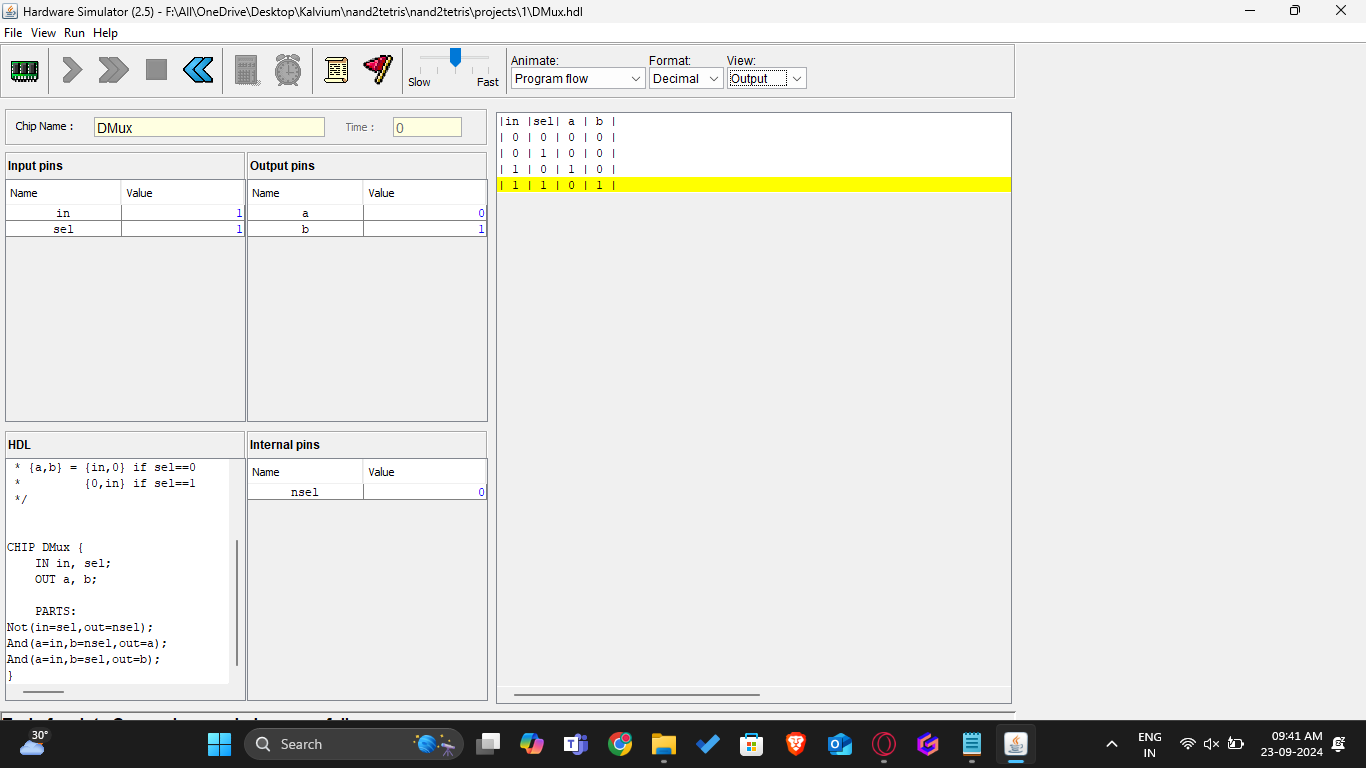 Hardware Simulator (2.5) - F:\All\OneDrive\Desktop\Kalvium\nand2tetris\nand2tetris\projects\1\DMux.hdl
File View Run Help
Slow Fast
Animate: Format: View:
Program flow Decimal Output
Chip Name : DMux Time : 0
Input pins Output pins
Name Value Name Value
in 1 a 0
sel 1 b 1
|in |sel| a | b |
| 0 | 0 | 0 | 0 |
| 0 | 1 | 0 | 0 |
| 1 | 0 | 1 | 0 |
| 1 | 1 | 0 | 1 |
HDL
* {a,b} = {in,0} if sel==0
* {0,in} if sel==1
*/
CHIP DMux {
IN in, sel;
OUT a, b;
PARTS:
Not(in=sel,out=nsel);
And(a=in,b=nsel,out=a);
And(a=in,b=sel,out=b);
}
Internal pins
Name Value
nsel 0
30°
Search
ENG
IN
09:41 AM
23-09-2024